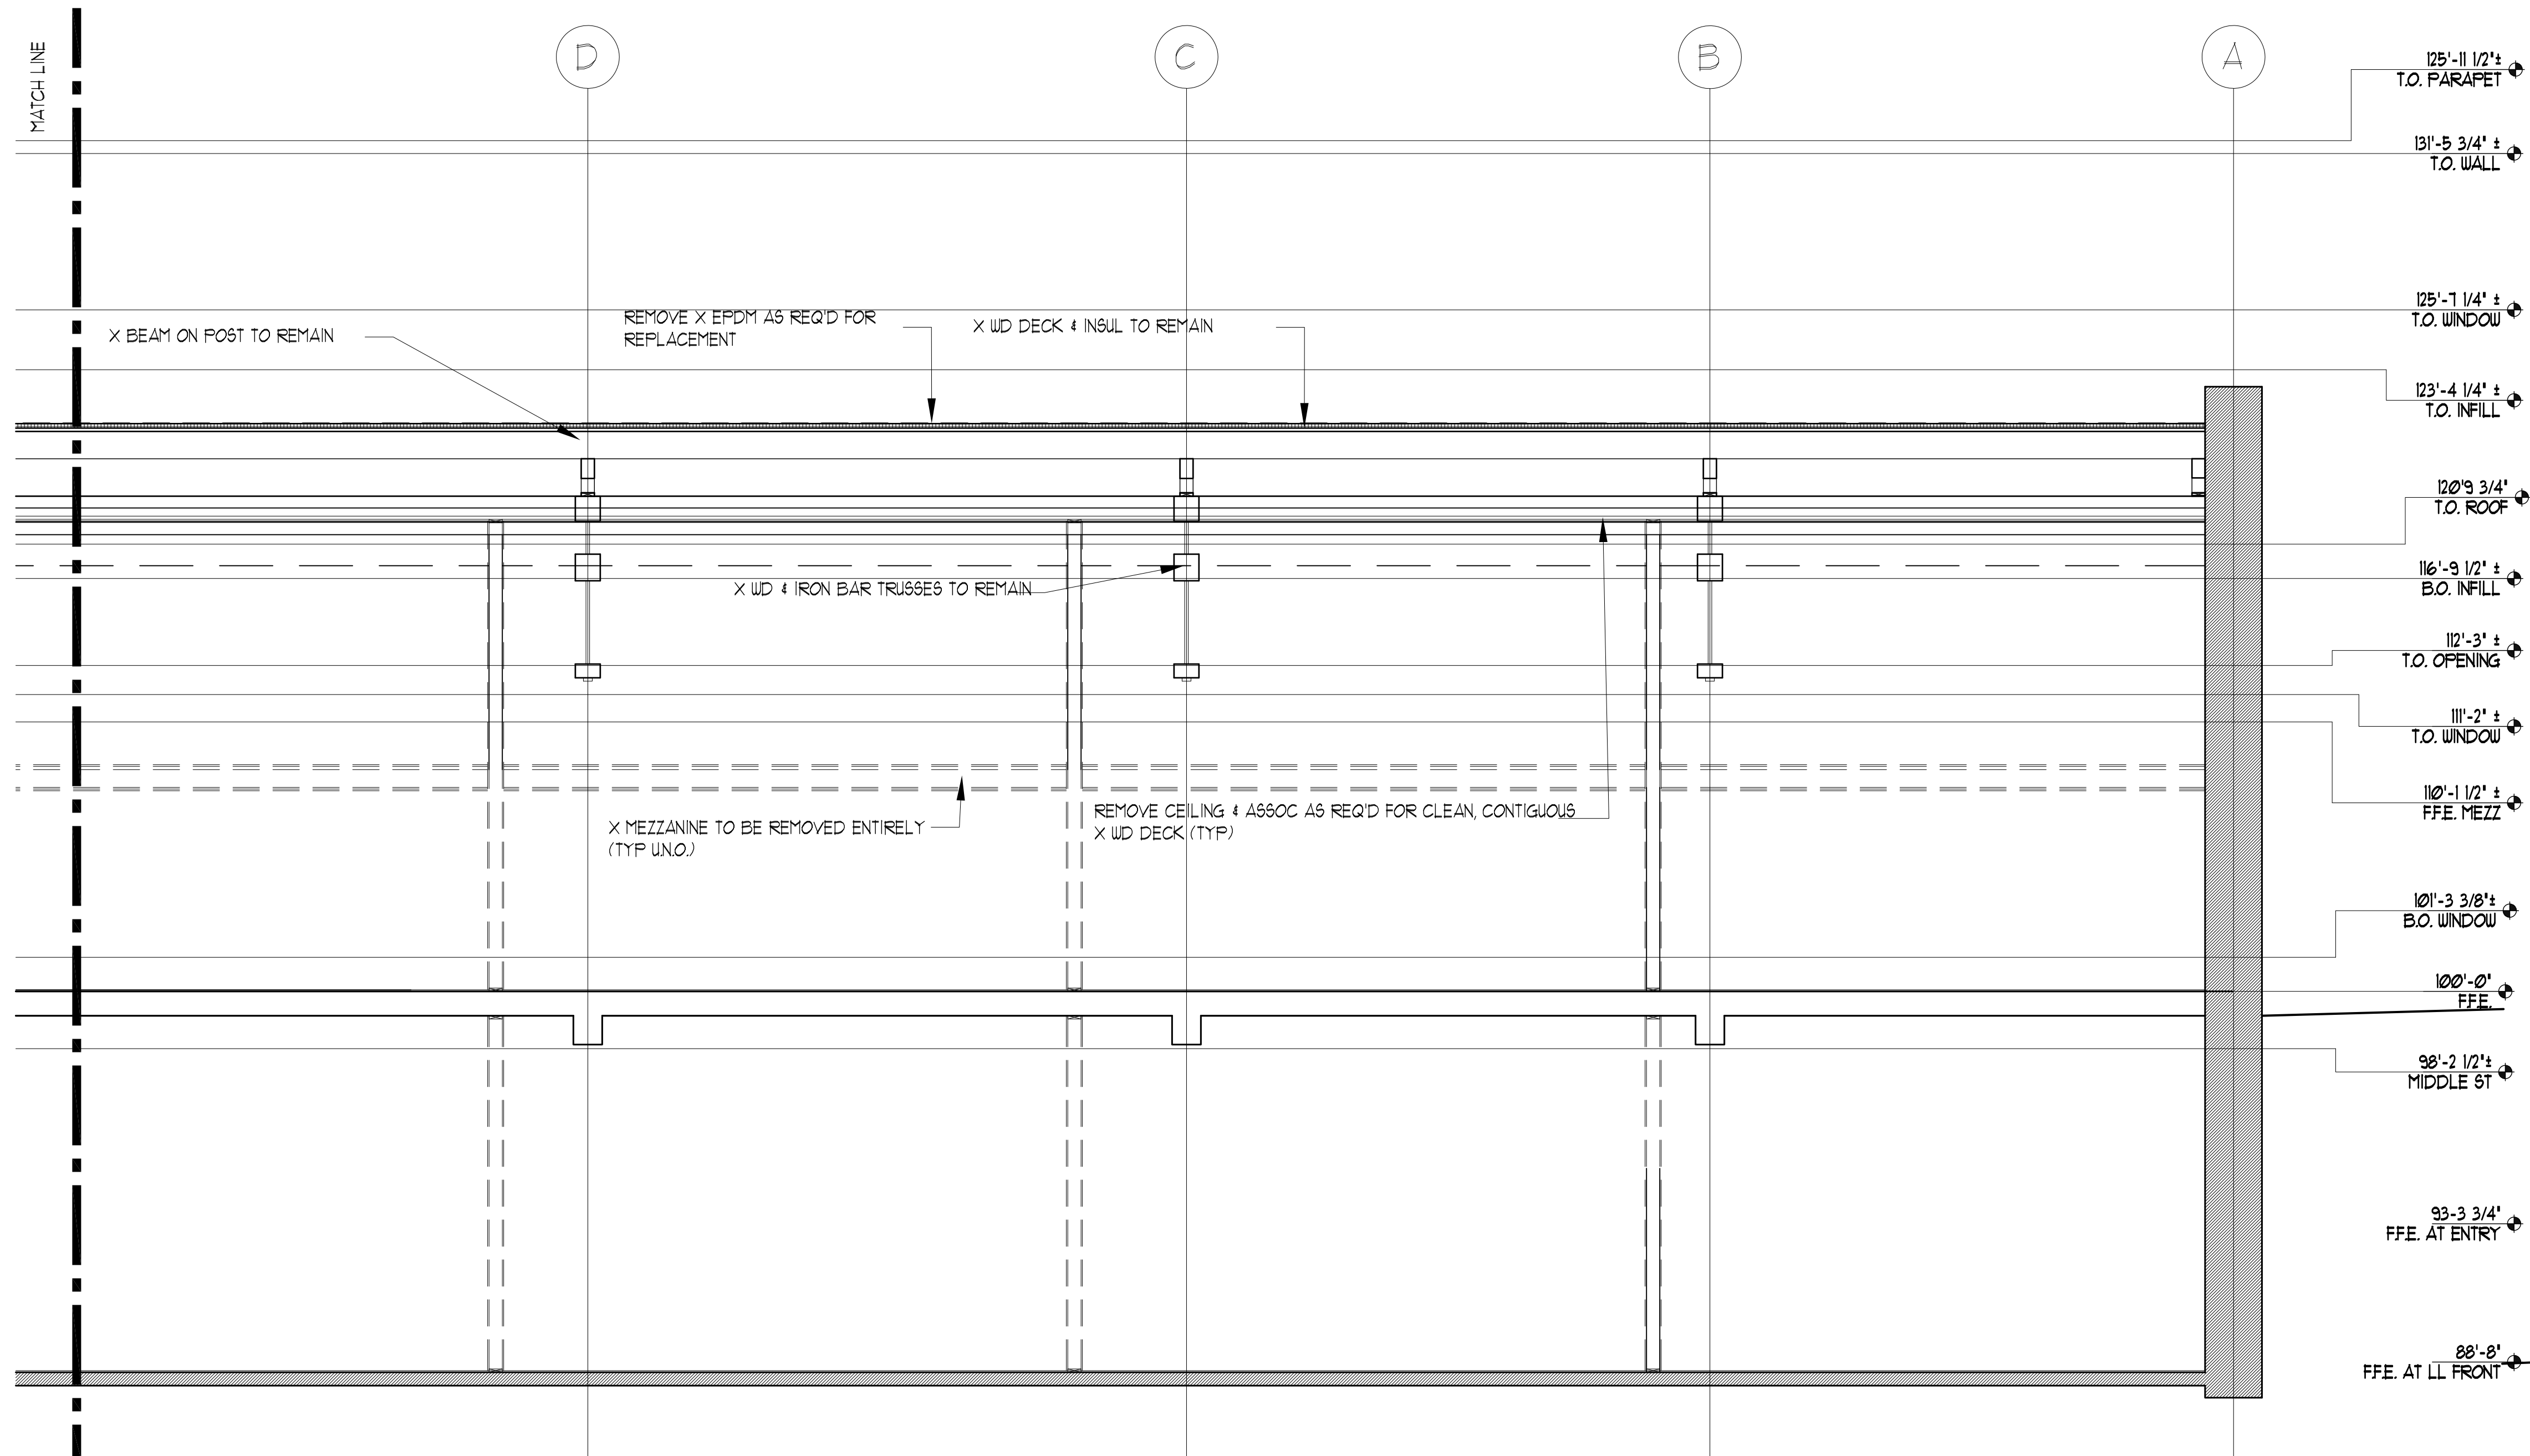 MATCH LINE
D
C
B
A
125'-11 1/2"±
T.O. PARAPET
131'-5 3/4" ±
T.O. WALL
125'-7 1/4" ±
T.O. WINDOW
X BEAM ON POST TO REMAIN
REMOVE X EPDM AS REQ'D FOR
REPLACEMENT
X WD DECK & INSUL TO REMAIN
123'-4 1/4" ±
T.O. INFILL
120'9 3/4"
T.O. ROOF
X WD & IRON BAR TRUSSES TO REMAIN
116'-9 1/2" ±
B.O. INFILL
112'-3" ±
T.O. OPENING
111'-2" ±
T.O. WINDOW
X MEZZANINE TO BE REMOVED ENTIRELY
(TYP U.N.O.)
REMOVE CEILING & ASSOC AS REQ'D FOR CLEAN, CONTIGUOUS
X WD DECK (TYP)
110'-1 1/2" ±
F.F.E. MEZZ
101'-3 3/8"±
B.O. WINDOW
100'-0"
F.F.E.
98'-2 1/2"±
MIDDLE ST
93-3 3/4"
F.F.E. AT ENTRY
88'-8"
F.F.E. AT LL FRONT